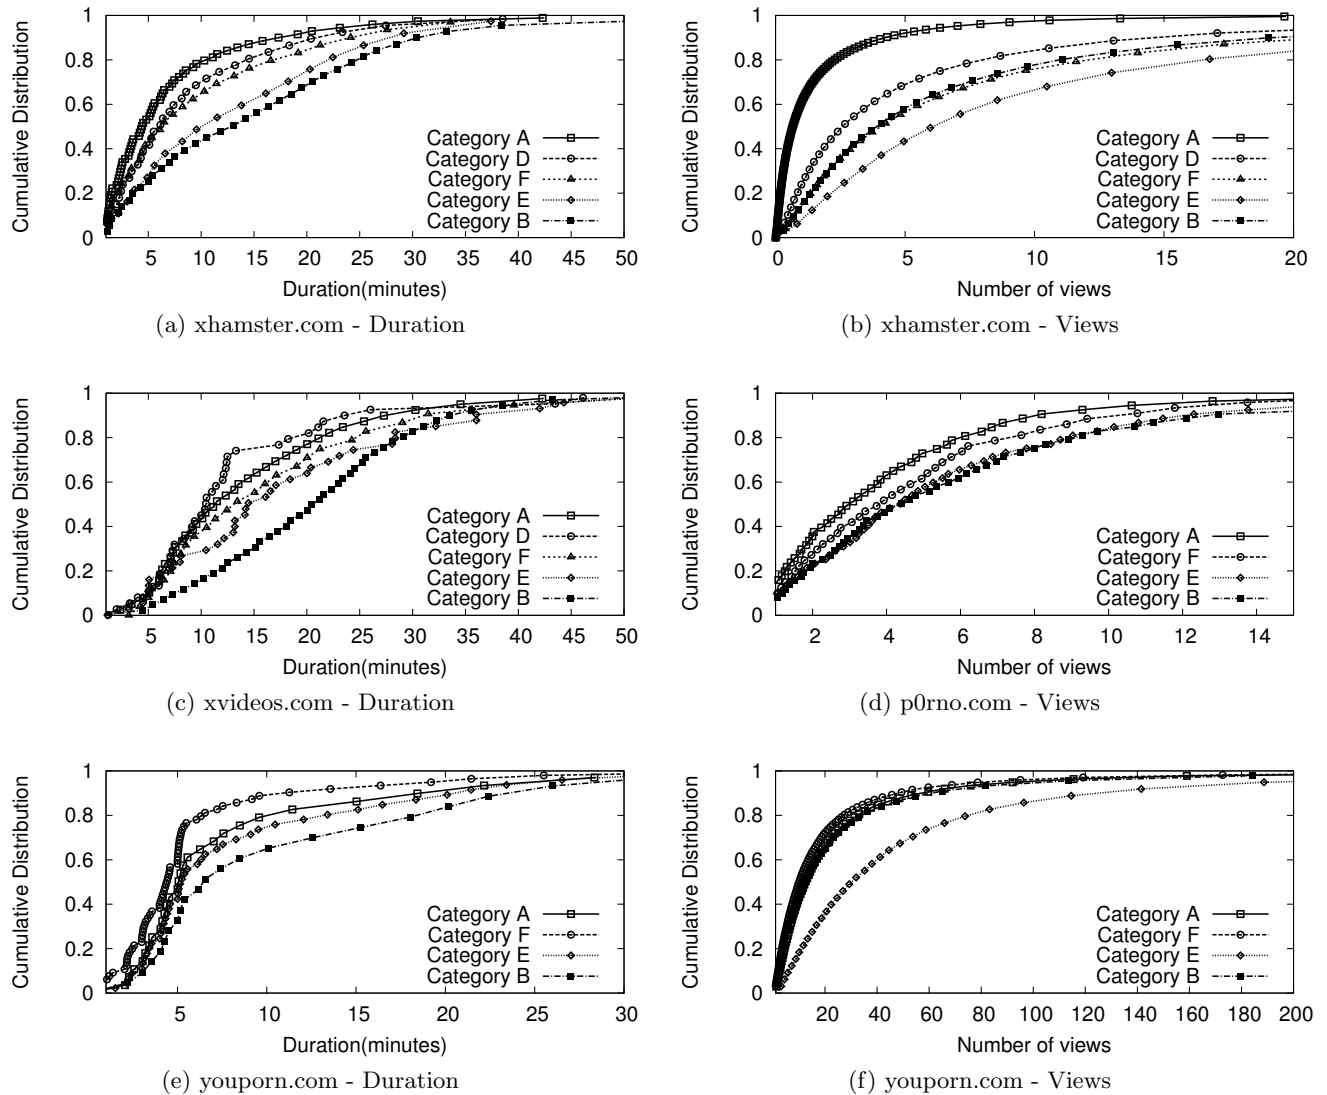 Cumulative Distribution
1
0.8
0.6
0.4
0.2
0
Category A
Category D
Category F
Category E
Category B
5 10 15 20 25 30 35 40 45 50
Duration(minutes)
(a) xhamster.com - Duration
Cumulative Distribution
1
0.8
0.6
0.4
0.2
0
Category A
Category D
Category F
Category E
Category B
0 5 10 15 20
Number of views
(b) xhamster.com - Views
Cumulative Distribution
1
0.8
0.6
0.4
0.2
0
Category A
Category D
Category F
Category E
Category B
5 10 15 20 25 30 35 40 45 50
Duration(minutes)
(c) xvideos.com - Duration
Cumulative Distribution
1
0.8
0.6
0.4
0.2
0
Category A
Category F
Category E
Category B
2 4 6 8 10 12 14
Number of views
(d) p0rno.com - Views
Cumulative Distribution
1
0.8
0.6
0.4
0.2
0
Category A
Category F
Category E
Category B
5 10 15 20 25 30
Duration(minutes)
(e) youporn.com - Duration
Cumulative Distribution
1
0.8
0.6
0.4
0.2
0
Category A
Category F
Category E
Category B
20 40 60 80 100 120 140 160 180 200
Number of views
(f) youporn.com - Views